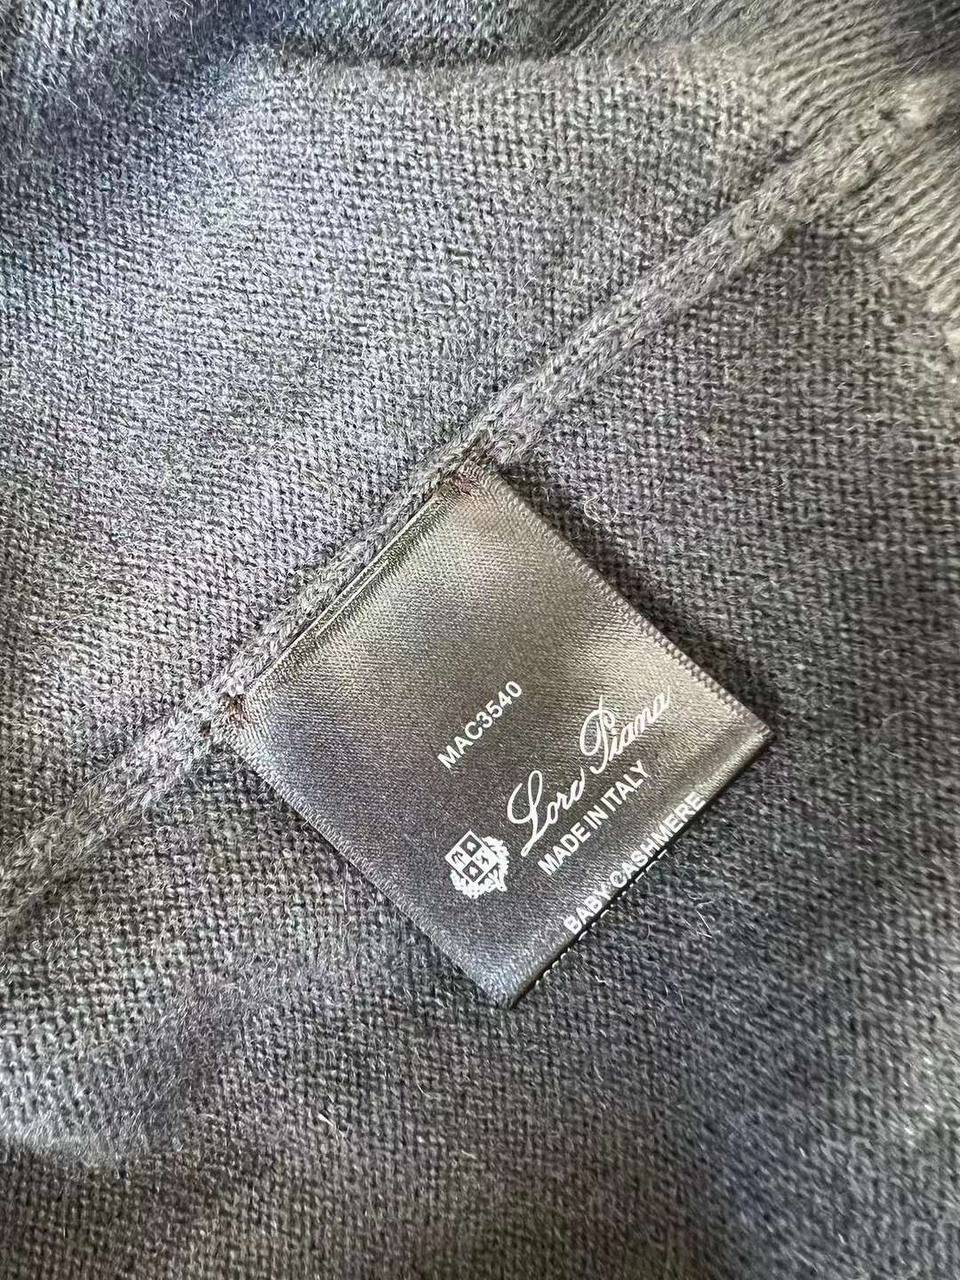 MAC3540
Loro Piana
MADE IN ITALY
BABY CASHMERE